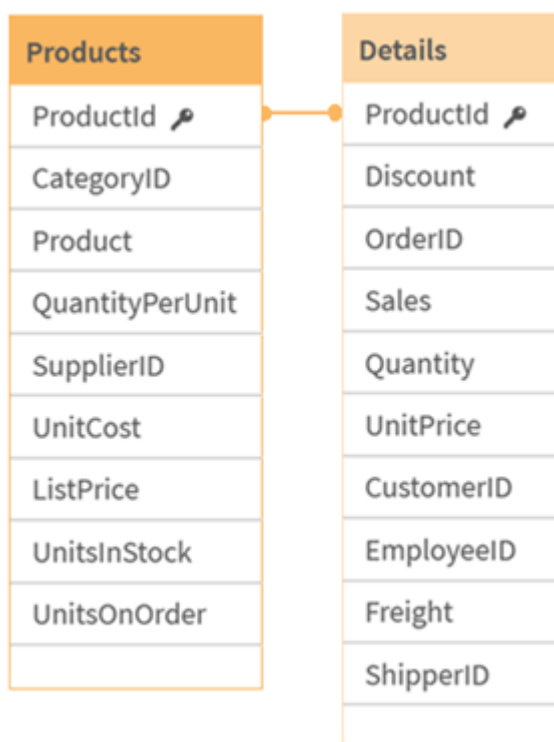 Products
ProductId
CategoryID
Product
QuantityPerUnit
SupplierID
UnitCost
ListPrice
UnitsInStock
UnitsOnOrder
Details
ProductId
Discount
OrderID
Sales
Quantity
UnitPrice
CustomerID
EmployeeID
Freight
ShipperID